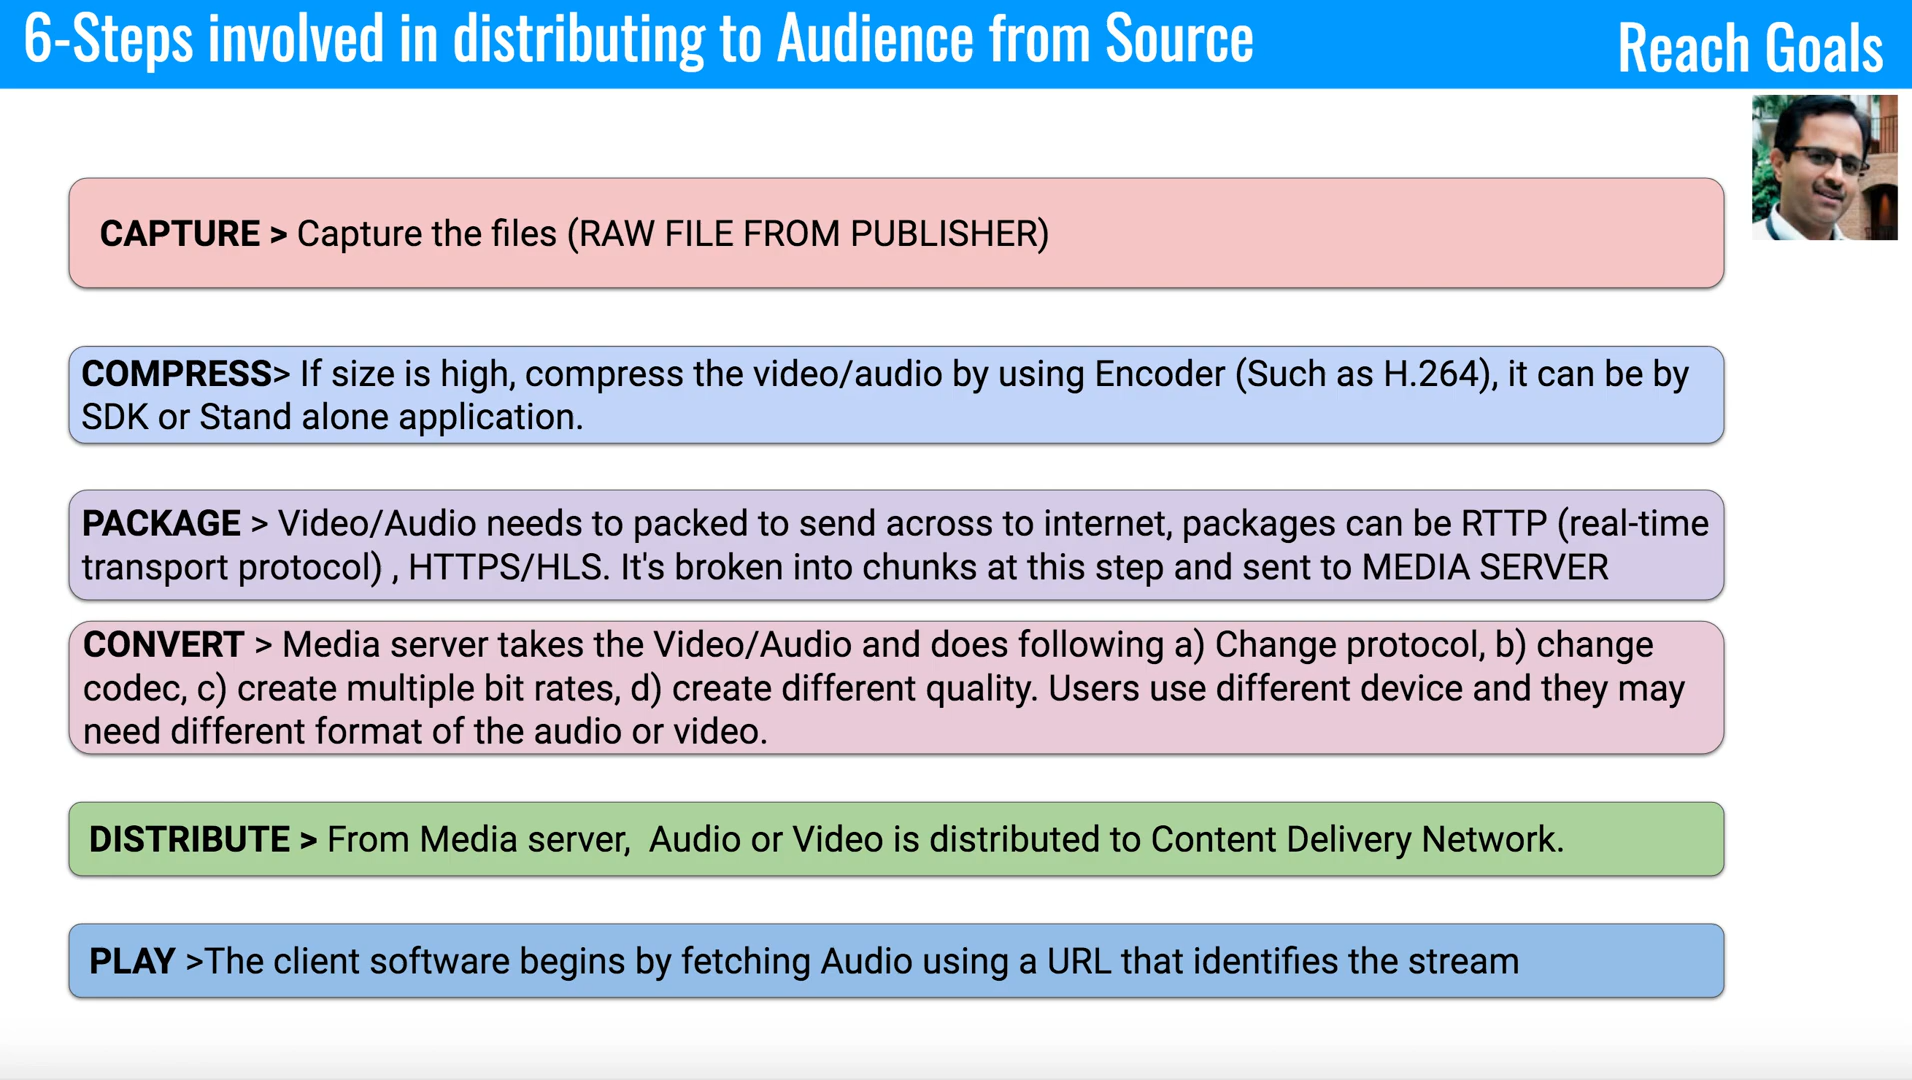 6-Steps involved in distributing to Audience from Source
Reach Goals
CAPTURE > Capture the files (RAW FILE FROM PUBLISHER)
COMPRESS> If size is high, compress the video/audio by using Encoder (Such as H.264), it can be by
SDK or Stand alone application.
PACKAGE > Video/Audio needs to packed to send across to internet, packages can be RTTP (real-time
transport protocol) , HTTPS/HLS. It's broken into chunks at this step and sent to MEDIA SERVER
CONVERT > Media server takes the Video/Audio and does following a) Change protocol, b) change
codec, c) create multiple bit rates, d) create different quality. Users use different device and they may
need different format of the audio or video.
DISTRIBUTE > From Media server, Audio or Video is distributed to Content Delivery Network.
PLAY >The client software begins by fetching Audio using a URL that identifies the stream